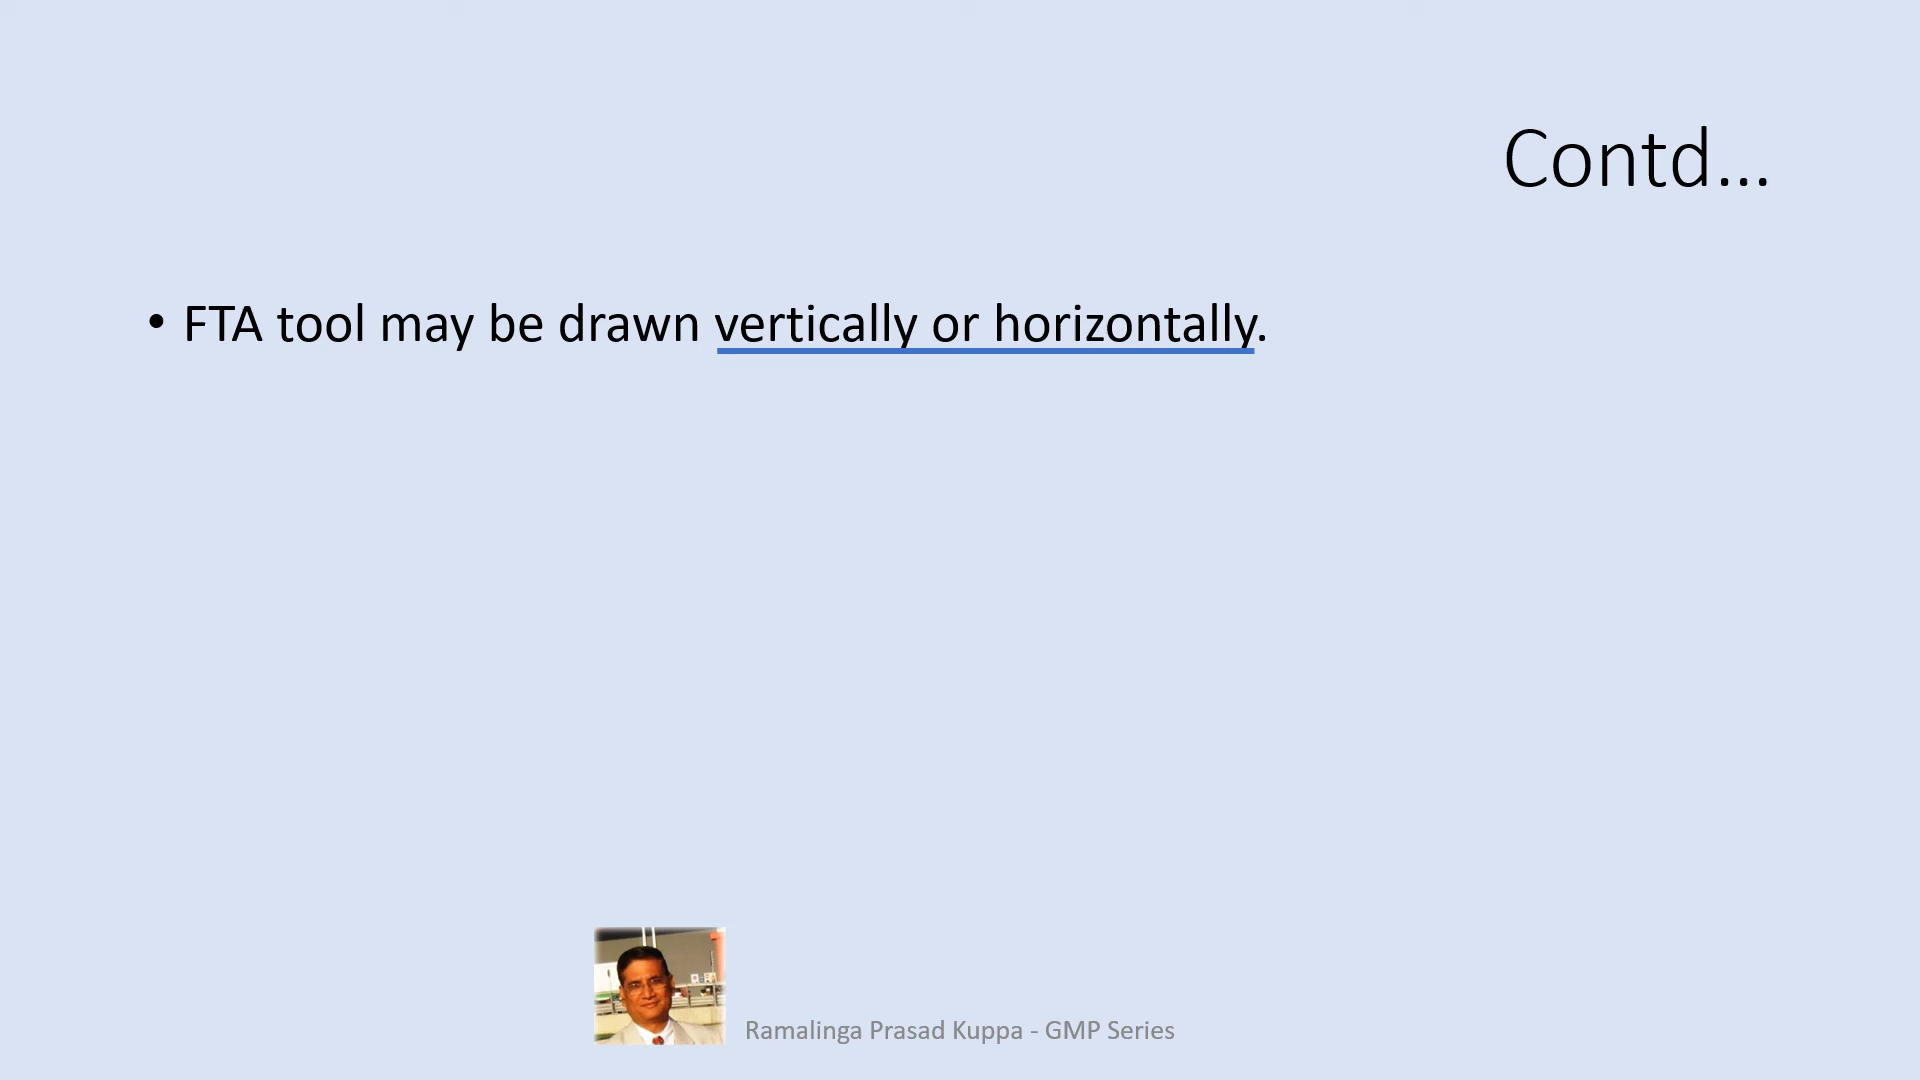 Contd...
• FTA tool may be drawn vertically or horizontally.
Ramalinga Prasad Kuppa - GMP Series